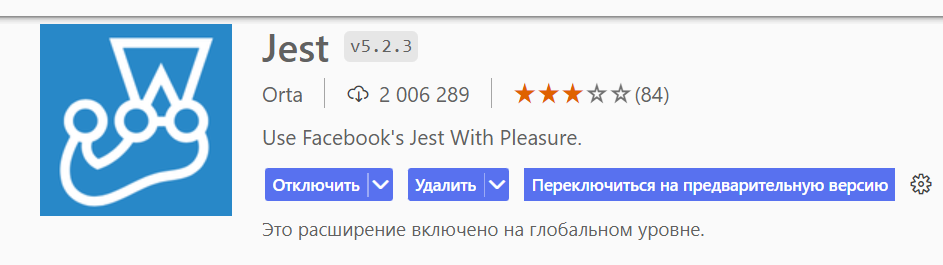 Jest v5.2.3
Orta 2 006 289 (84)
Use Facebook's Jest With Pleasure.
Отключить Удалить Переключиться на предварительную версию
Это расширение включено на глобальном уровне.